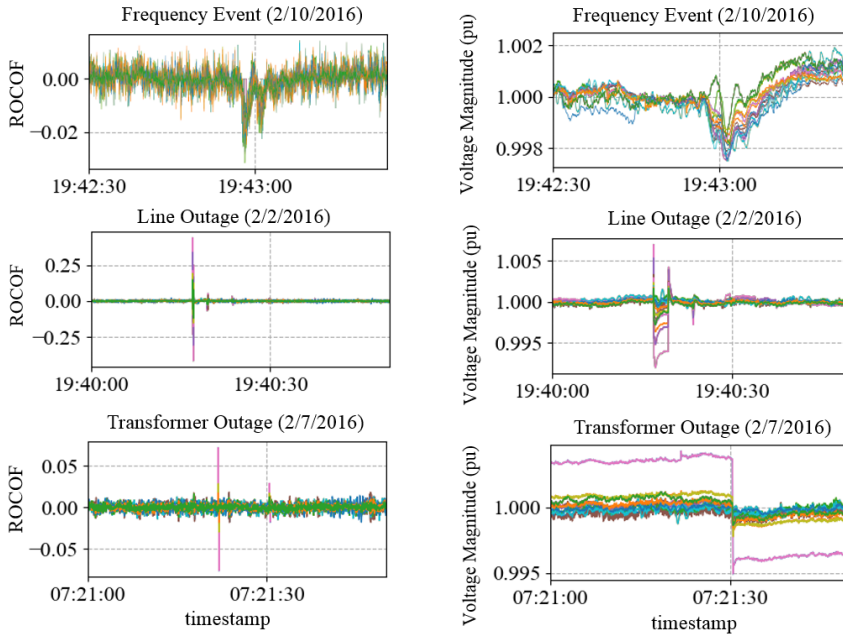 Frequency Event (2/10/2016)
ROCOF
0.00
−0.02
19:42:30
19:43:00
Frequency Event (2/10/2016)
Voltage Magnitude (pu)
1.002
1.000
0.998
19:42:30
19:43:00
Line Outage (2/2/2016)
ROCOF
0.25
0.00
−0.25
19:40:00
19:40:30
Line Outage (2/2/2016)
Voltage Magnitude (pu)
1.005
1.000
0.995
19:40:00
19:40:30
Transformer Outage (2/7/2016)
ROCOF
0.05
0.00
−0.05
07:21:00
07:21:30
timestamp
Transformer Outage (2/7/2016)
Voltage Magnitude (pu)
1.000
0.995
07:21:00
07:21:30
timestamp